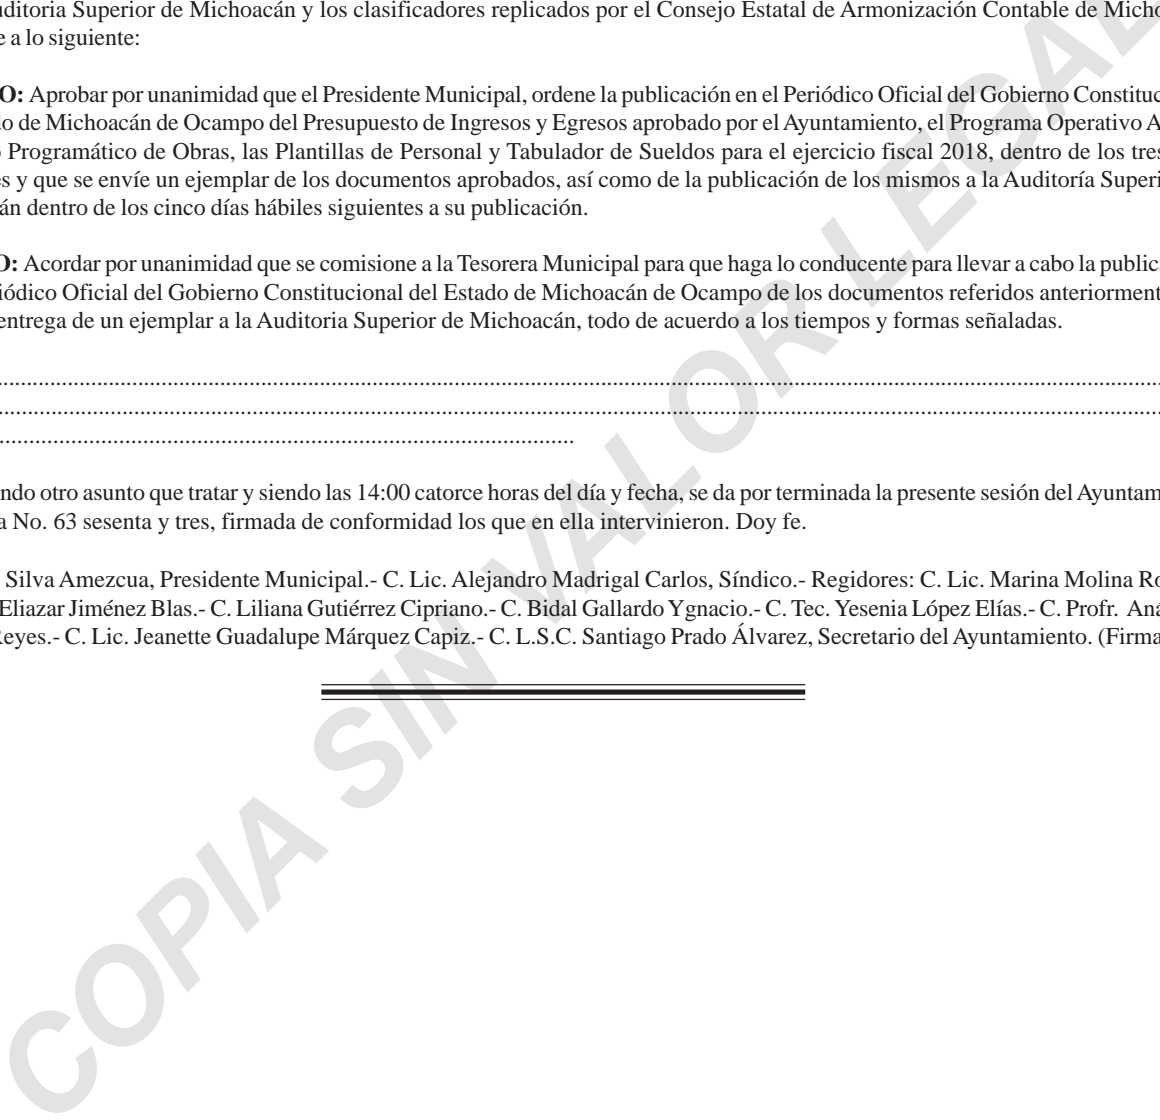 uditoria Superior de Michoacán y los clasificadores replicados por el Consejo Estatal de Armonización Contable de Micho
e a lo siguiente:
O: Aprobar por unanimidad que el Presidente Municipal, ordene la publicación en el Periódico Oficial del Gobierno Constituc
do de Michoacán de Ocampo del Presupuesto de Ingresos y Egresos aprobado por el Ayuntamiento, el Programa Operativo A
o Programático de Obras, las Plantillas de Personal y Tabulador de Sueldos para el ejercicio fiscal 2018, dentro de los tres
es y que se envíe un ejemplar de los documentos aprobados, así como de la publicación de los mismos a la Auditoría Superi
án dentro de los cinco días hábiles siguientes a su publicación.
O: Acordar por unanimidad que se comisione a la Tesorera Municipal para que haga lo conducente para llevar a cabo la publica
iódico Oficial del Gobierno Constitucional del Estado de Michoacán de Ocampo de los documentos referidos anteriorment
entrega de un ejemplar a la Auditoria Superior de Michoacán, todo de acuerdo a los tiempos y formas señaladas.
ndo otro asunto que tratar y siendo las 14:00 catorce horas del día y fecha, se da por terminada la presente sesión del Ayuntam
a No. 63 sesenta y tres, firmada de conformidad los que en ella intervinieron. Doy fe.
Silva Amezcua, Presidente Municipal.- C. Lic. Alejandro Madrigal Carlos, Síndico.- Regidores: C. Lic. Marina Molina Ro
Eliazar Jiménez Blas.- C. Liliana Gutiérrez Cipriano.- C. Bidal Gallardo Ygnacio.- C. Tec. Yesenia López Elías.- C. Profr. Aná
Reyes.- C. Lic. Jeanette Guadalupe Márquez Capiz.- C. L.S.C. Santiago Prado Álvarez, Secretario del Ayuntamiento. (Firma
COPIA SIN VALOR LEGAL